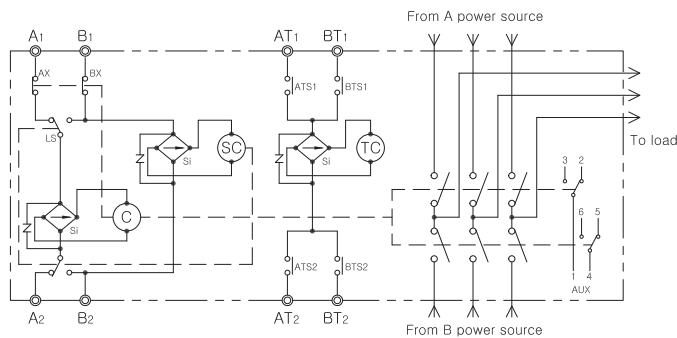 From A power source
A1 B1 AT1 BT1
AX BX ATS1 BTS1
LS Si SC Si TC
To load
3 2
Si C
6 5
ATS2 BTS2
1 4
AUX
A2 B2 AT2 BT2
From B power source